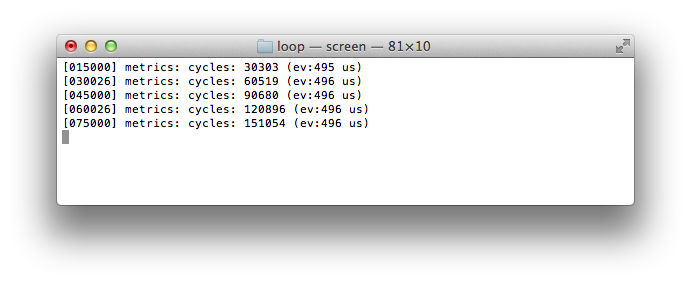 loop — screen — 81×10
[015000] metrics: cycles: 30303 (ev:495 us)
[030026] metrics: cycles: 60519 (ev:496 us)
[045000] metrics: cycles: 90680 (ev:496 us)
[060026] metrics: cycles: 120896 (ev:496 us)
[075000] metrics: cycles: 151054 (ev:496 us)